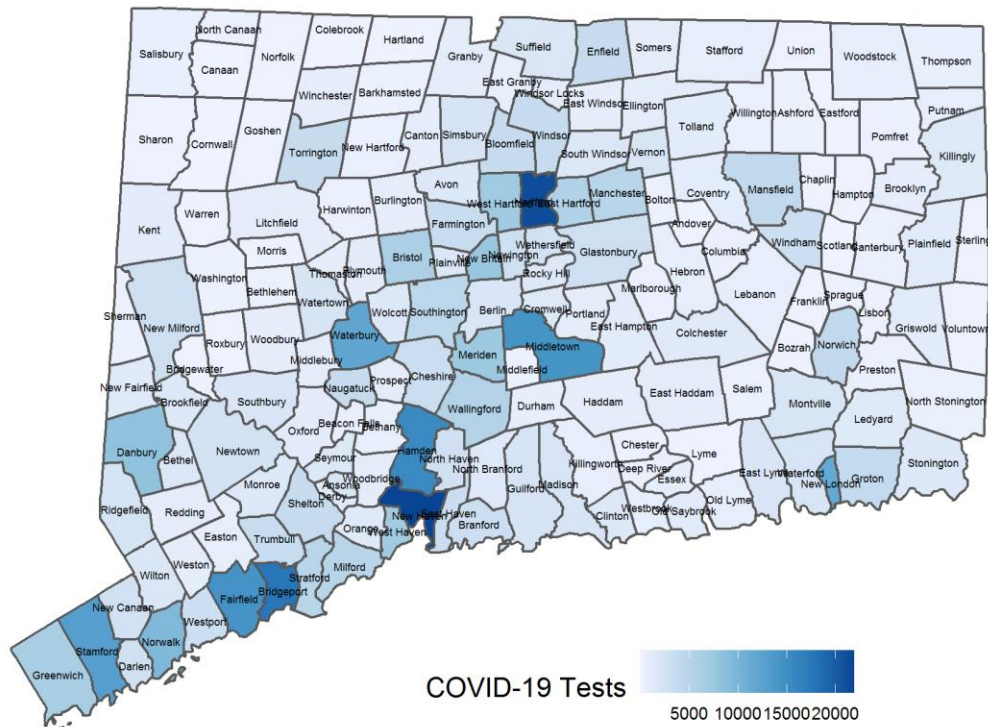 North Canaan
Colebrook
Hartland
Suffield
Enfield
Somers
Stafford
Union
Woodstock
Thompson
Salisbury
Canaan
Norfolk
Granby
East Granby
Windsor Locks
Winchester
Barkhamsted
East Windsor
Ellington
Willington
Ashford
Eastford
Putnam
Pomfret
Sharon
Cornwall
Goshen
Torrington
New Hartford
Canton
Simsbury
Bloomfield
Windsor
South Windsor
Vernon
Tolland
Killingly
Avon
West Hartford
Hartford
East Hartford
Manchester
Bolton
Coventry
Mansfield
Chaplin
Hampton
Brooklyn
Kent
Warren
Litchfield
Harwinton
Burlington
Farmington
Andover
Columbia
Windham
Scotland
Canterbury
Plainfield
Sterling
Morris
Bristol
Plainville
New Britain
Newington
Wethersfield
Glastonbury
Washington
Bethlehem
Thomaston
Plymouth
Rocky Hill
Hebron
Marlborough
Lebanon
Franklin
Sprague
Lisbon
Griswold
Voluntown
Sherman
New Milford
Watertown
Wolcott
Southington
Berlin
Cromwell
Portland
East Hampton
Colchester
Bozrah
Norwich
Preston
Roxbury
Woodbury
Waterbury
Middletown
Bridgewater
Middlebury
Meriden
Middlefield
New Fairfield
Brookfield
Southbury
Naugatuck
Prospect
Cheshire
Wallingford
Durham
Haddam
East Haddam
Salem
Montville
Ledyard
North Stonington
Oxford
Beacon Falls
Bethany
Danbury
Bethel
Newtown
Seymour
Hamden
North Haven
Woodbridge
North Branford
Guilford
Madison
Killingworth
Chester
Deep River
Essex
Lyme
East Lyme
Waterford
New London
Groton
Stonington
Monroe
Ansonia
Derby
Shelton
Ridgefield
Redding
Orange
New Haven
East Haven
West Haven
Branford
Clinton
Westbrook
Old Saybrook
Old Lyme
Easton
Trumbull
Wilton
Weston
Stratford
Milford
New Canaan
Fairfield
Bridgeport
Westport
Norwalk
Stamford
Darien
Greenwich
COVID-19 Tests
5000 10000 15000 20000